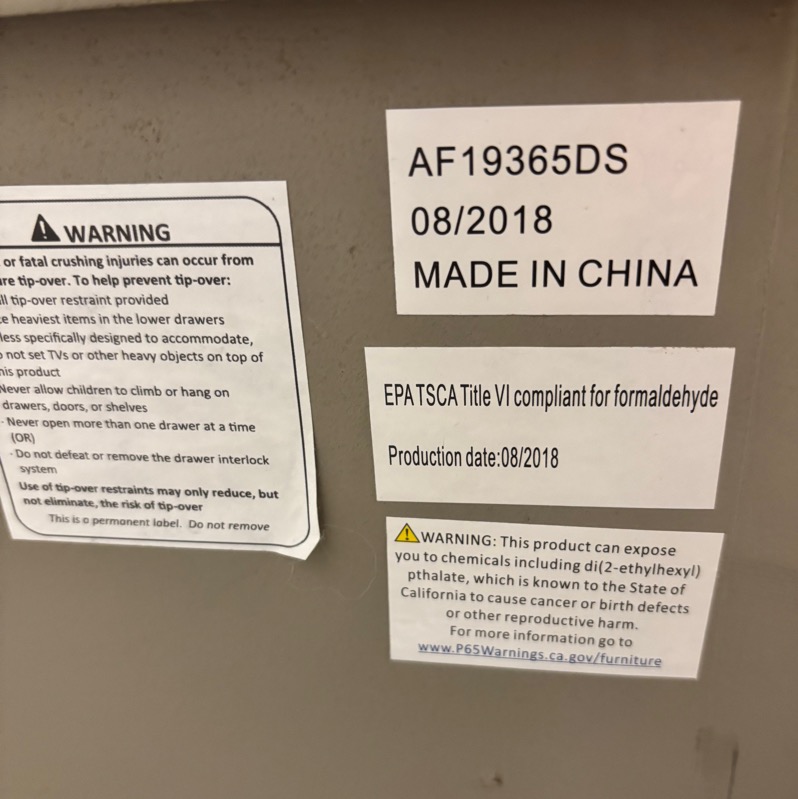 WARNING
or fatal crushing injuries can occur from
tip-over. To help prevent tip-over:
tip-over restraint provided
heaviest items in the lower drawers
specifically designed to accommodate,
not set TVs or other heavy objects on top of
product
Never allow children to climb or hang on
drawers, doors, or shelves
- Never open more than one drawer at a time
(OR)
- Do not defeat or remove the drawer interlock
system
Use of tip-over restraints may only reduce, but
not eliminate, the risk of tip-over
This is a permanent label. Do not remove
AF19365DS
08/2018
MADE IN CHINA
EPA TSCA Title VI compliant for formaldehyde
Production date:08/2018
WARNING: This product can expose
you to chemicals including di(2-ethylhexyl)
pthalate, which is known to the State of
California to cause cancer or birth defects
or other reproductive harm.
For more information go to
www.P65Warnings.ca.gov/furniture